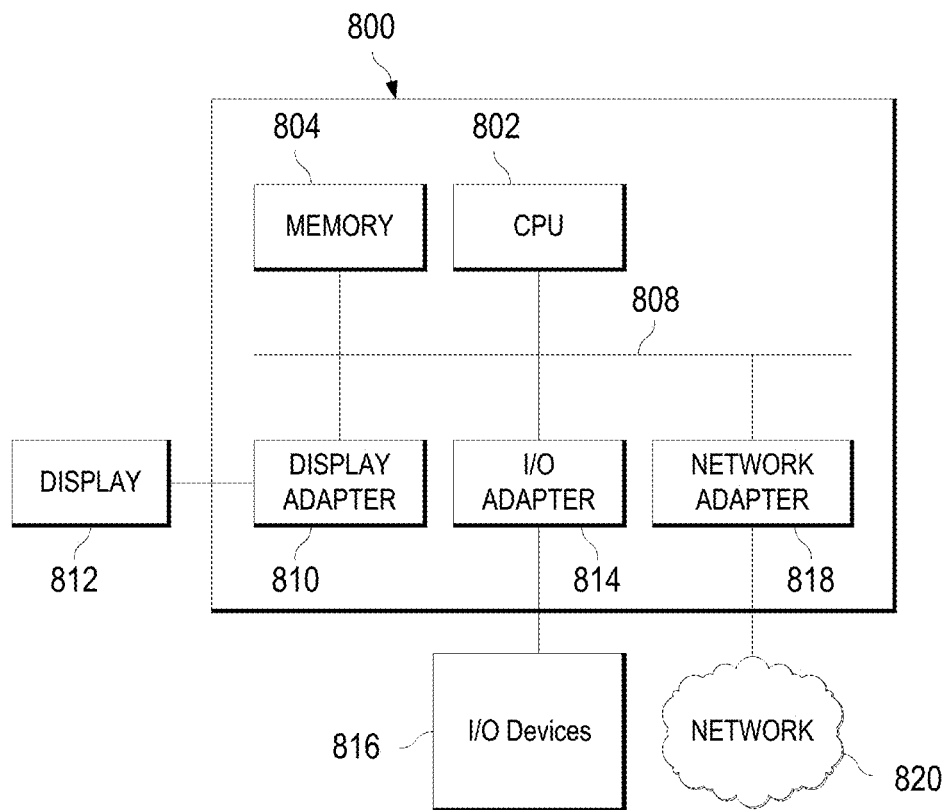 800
804
802
MEMORY
CPU
808
DISPLAY
DISPLAY
ADAPTER
I/O
ADAPTER
NETWORK
ADAPTER
812
810
814
818
816
I/O Devices
NETWORK
820